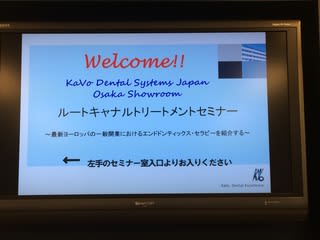 Welcome!!
KaVo Dental Systems Japan
Osaka Showroom
ルートキャナルトリートメントセミナー
～最新ヨーロッパの一般開業におけるエンドドンティックス・セラピーを紹介する～
← 左手のセミナー室入口よりお入りください
KaVo. Dental Excellence.